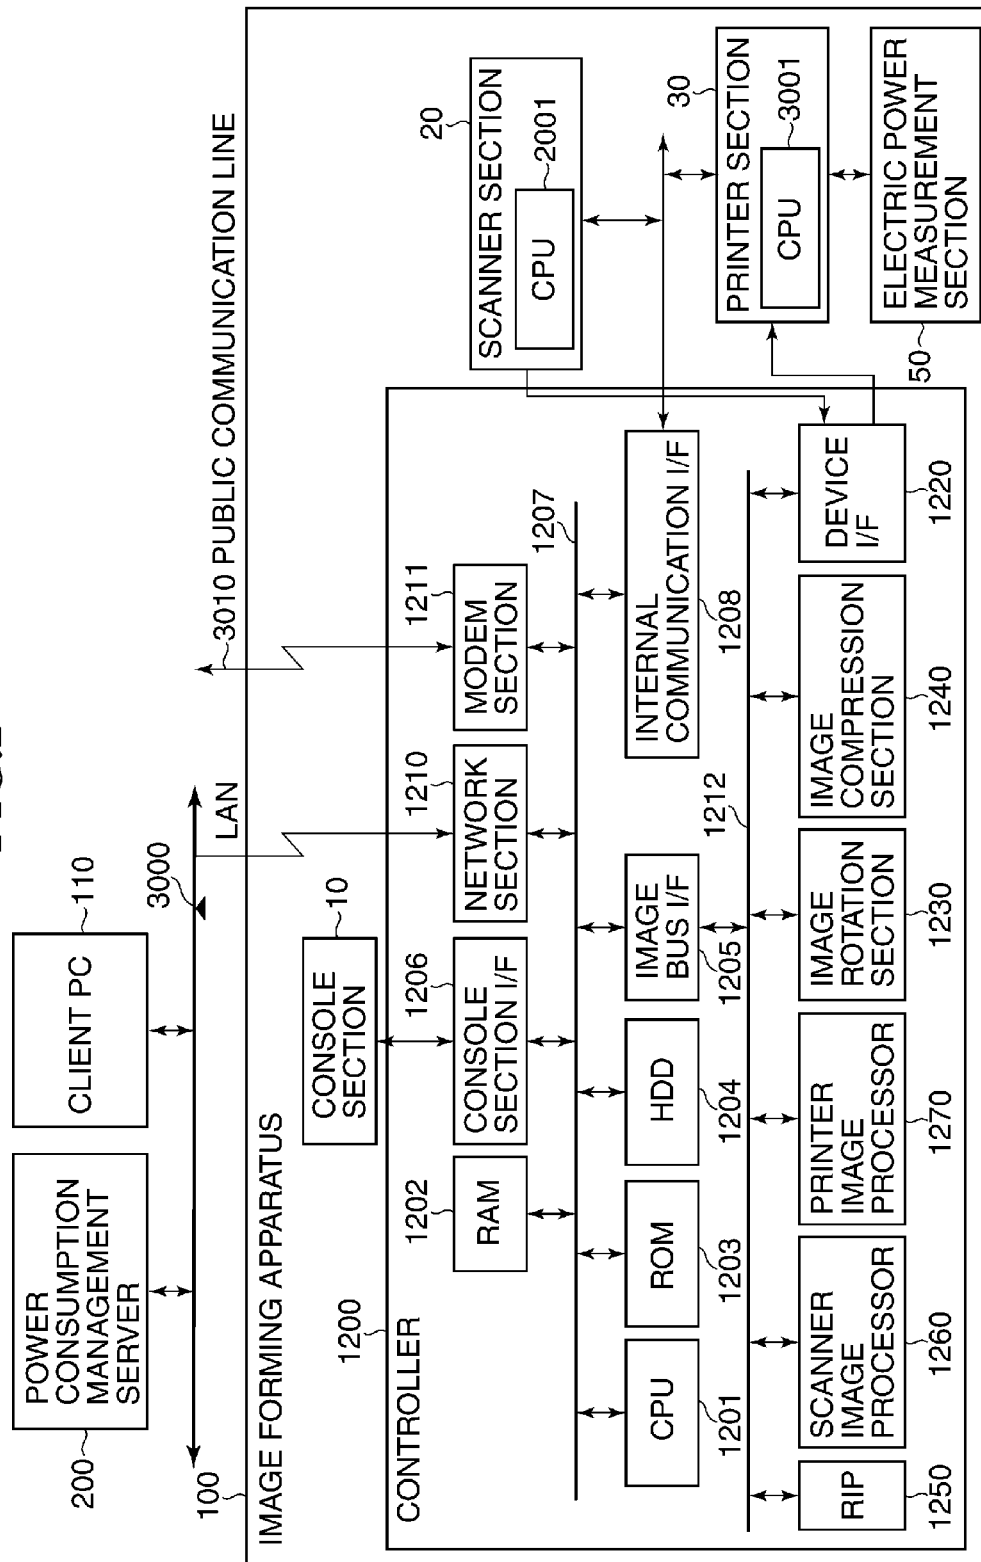 POWER
CONSUMPTION
MANAGEMENT
SERVER
200
CLIENT PC
110
3000
LAN
3010 PUBLIC COMMUNICATION LINE
100
IMAGE FORMING APPARATUS
CONSOLE
SECTION
10
SCANNER SECTION
20
CPU
2001
PRINTER SECTION
30
CPU
3001
ELECTRIC POWER
MEASUREMENT
SECTION
50
1200
CONTROLLER
RAM
1202
CONSOLE
SECTION I/F
1206
NETWORK
SECTION
1210
MODEM
SECTION
1211
1207
CPU
1201
ROM
1203
HDD
1204
IMAGE
BUS I/F
1205
INTERNAL
COMMUNICATION I/F
1208
1212
RIP
1250
SCANNER
IMAGE
PROCESSOR
1260
PRINTER
IMAGE
PROCESSOR
1270
IMAGE
ROTATION
SECTION
1230
IMAGE
COMPRESSION
SECTION
1240
DEVICE
I/F
1220